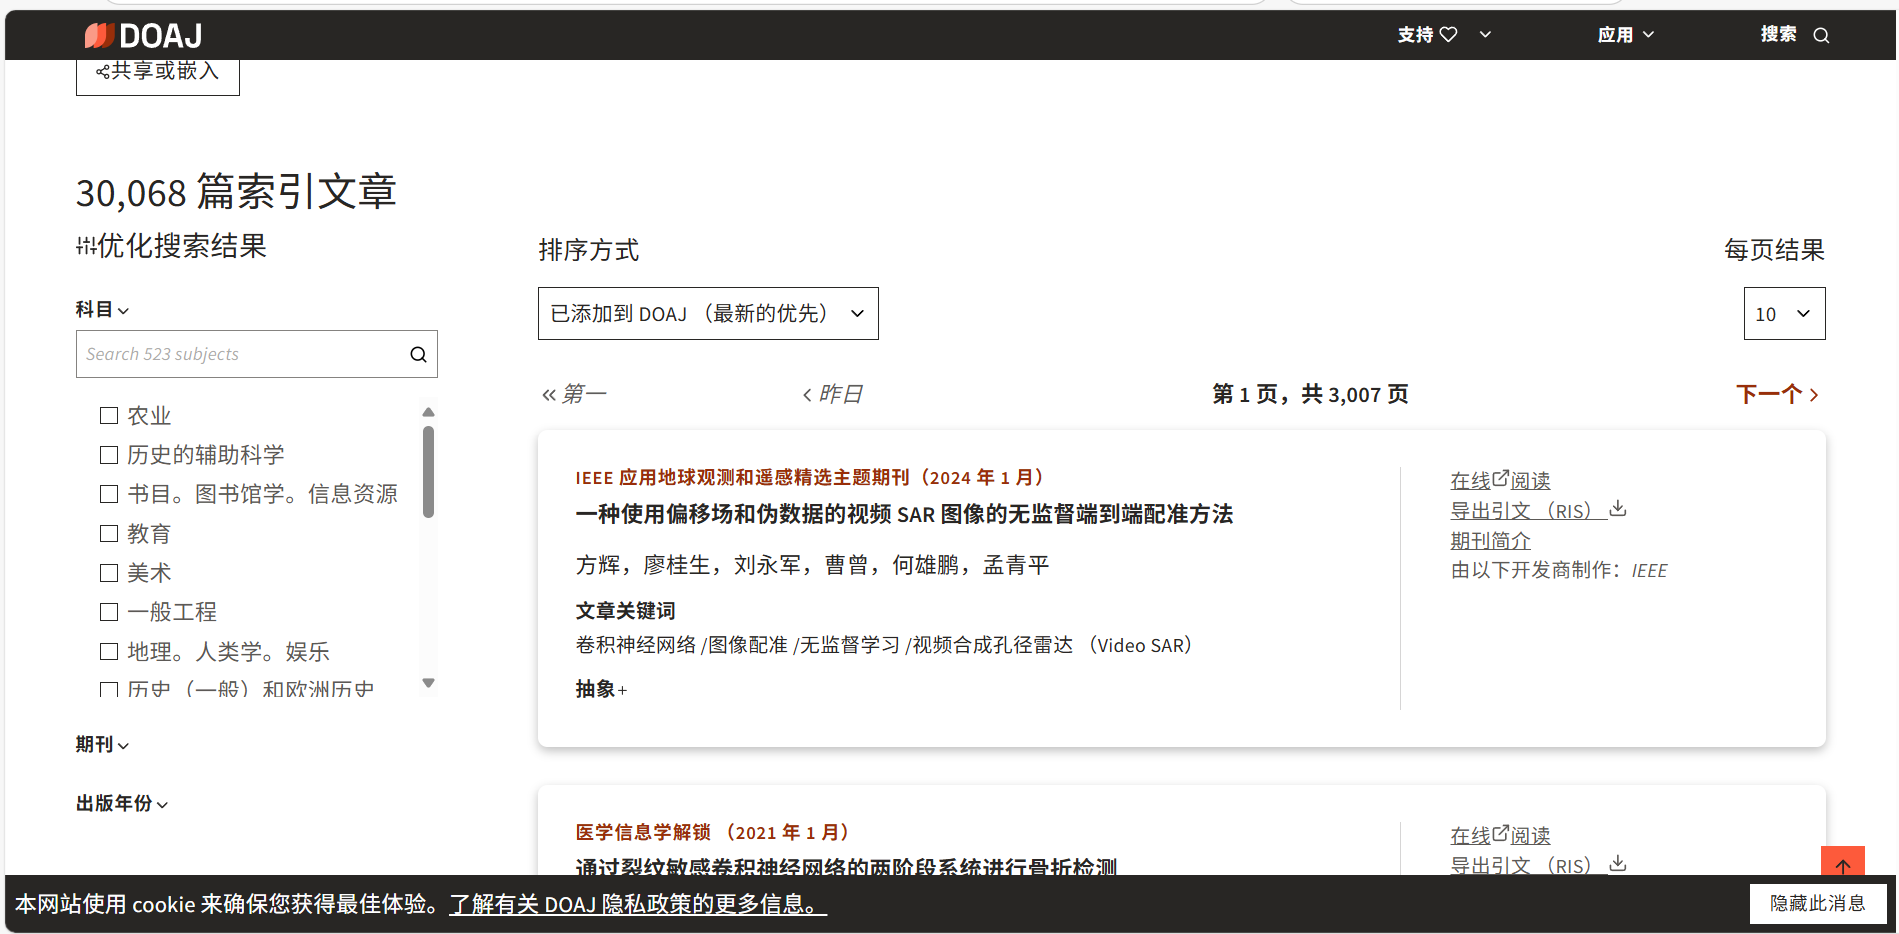 DOAJ
支持
应用
搜索
共享或嵌入
30,068 篇索引文章
优化搜索结果
科目
Search 523 subjects
农业
历史的辅助科学
书目。图书馆学。信息资源
教育
美术
一般工程
地理。人类学。娱乐
历史（一般）和欧洲历史
期刊
出版年份
排序方式
每页结果
已添加到 DOAJ （最新的优先）
10
第一
昨日
第 1 页，共 3,007 页
下一个
IEEE 应用地球观测和遥感精选主题期刊（2024 年 1 月）
一种使用偏移场和伪数据的视频 SAR 图像的无监督端到端配准方法
方辉，廖桂生，刘永军，曹曾，何雄鹏，孟青平
文章关键词
卷积神经网络 /图像配准 /无监督学习 /视频合成孔径雷达 （Video SAR）
抽象+
在线阅读
导出引文 （RIS）
期刊简介
由以下开发商制作：IEEE
医学信息学解锁 （2021 年 1 月）
通过裂纹敏感卷积神经网络的两阶段系统进行骨折检测
在线阅读
导出引文 （RIS）
本网站使用 cookie 来确保您获得最佳体验。了解有关 DOAJ 隐私政策的更多信息。
隐藏此消息